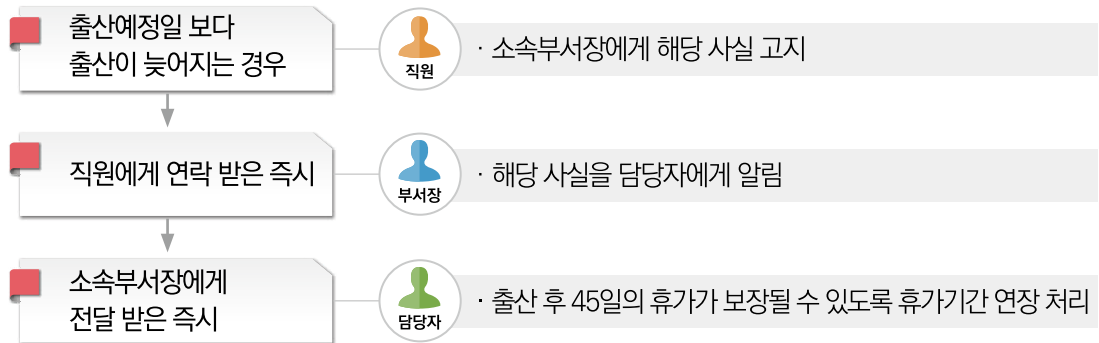 출산예정일 보다
출산이 늦어지는 경우
직원
· 소속부서장에게 해당 사실 고지
직원에게 연락 받은 즉시
부서장
· 해당 사실을 담당자에게 알림
소속부서장에게
전달 받은 즉시
담당자
· 출산 후 45일의 휴가가 보장될 수 있도록 휴가기간 연장 처리